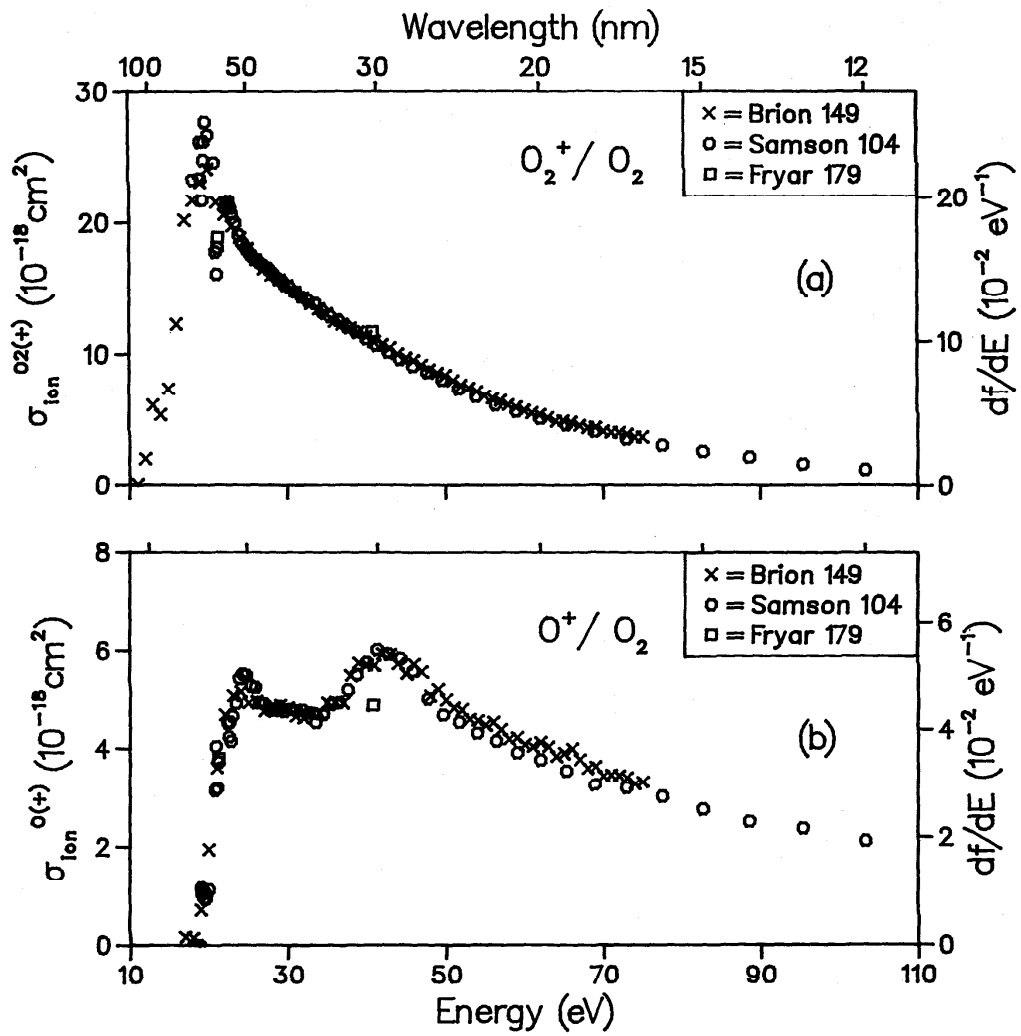 Wavelength (nm)
100 50 30 20 15 12
30
20
10
0
σ_ion^O2(+) (10⁻¹⁸cm²)
× = Brion 149
o = Samson 104
□ = Fryar 179
O₂⁺/ O₂
(a)
20
10
0
df/dE (10⁻² eV⁻¹)
8
6
4
2
0
σ_ion^O(+) (10⁻¹⁸cm²)
× = Brion 149
o = Samson 104
□ = Fryar 179
O⁺/ O₂
(b)
6
4
2
0
df/dE (10⁻² eV⁻¹)
10 30 50 70 90 110
Energy (eV)